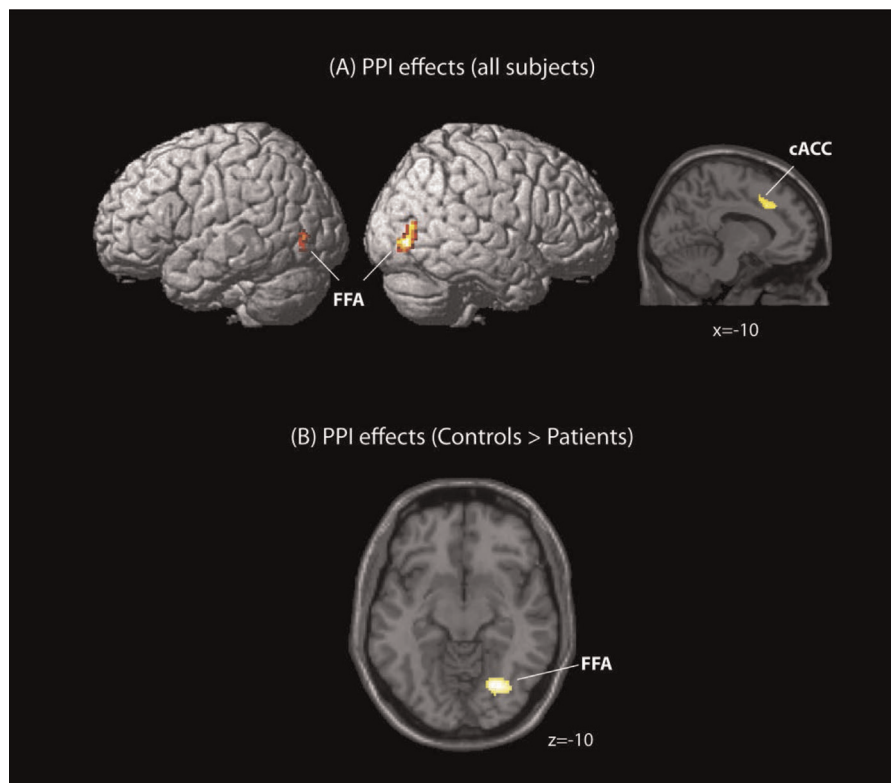 (A) PPI effects (all subjects)
cACC
FFA
x=-10
(B) PPI effects (Controls > Patients)
FFA
z=-10